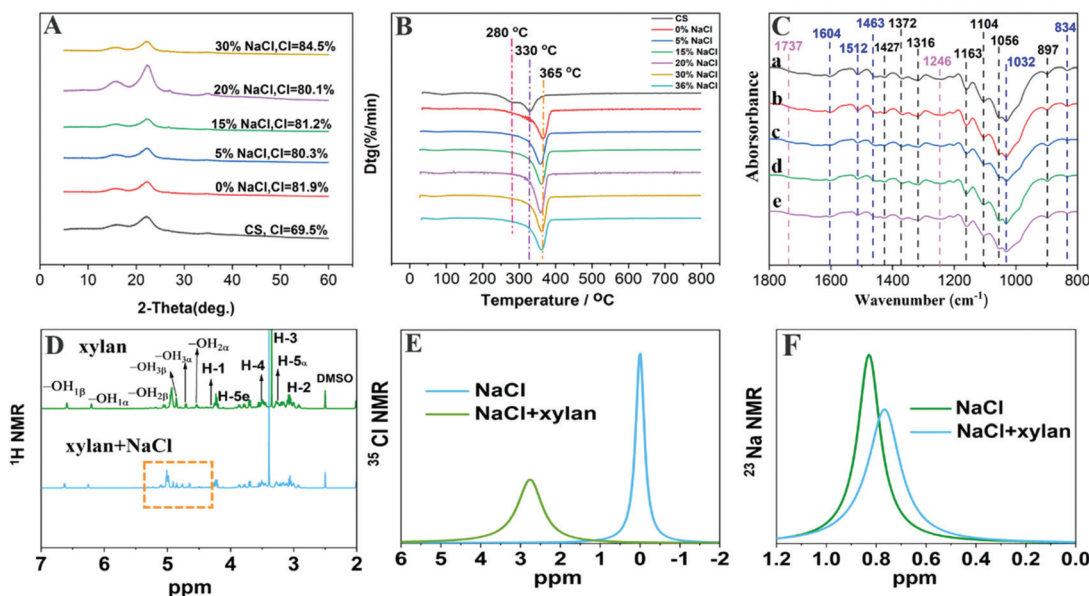 A
30% NaCl,CI=84.5%
20% NaCl,CI=80.1%
15% NaCl,CI=81.2%
5% NaCl,CI=80.3%
0% NaCl,CI=81.9%
CS, CI=69.5%
0 5 10 15 20 25 30 35 40 45 50 55 60
2-Theta(deg.)
B
280 °C
330 °C
365 °C
CS
0% NaCl
5% NaCl
15% NaCl
20% NaCl
30% NaCl
36% NaCl
Dtg(%/min)
0 100 200 300 400 500 600 700 800
Temperature / °C
C
1463 1372 1104 834
1737 1604 1512 1427 1316 1163 1056 897
1246 1032
a
b
c
d
e
Aborsorbance
1800 1600 1400 1200 1000 800
Wavenumber (cm⁻¹)
D
xylan
−OH1β
−OH1α
−OH2β
−OH3β
−OH3α
−OH2α
H-1
H-5e
H-4
H-3
H-5α
H-2
DMSO
xylan+NaCl
¹H NMR
7 6 5 4 3 2
ppm
E
NaCl
NaCl+xylan
³⁵Cl NMR
6 5 4 3 2 1 0 -1 -2
ppm
F
NaCl
NaCl+xylan
²³Na NMR
1.2 1.0 0.8 0.6 0.4 0.2 0.0
ppm